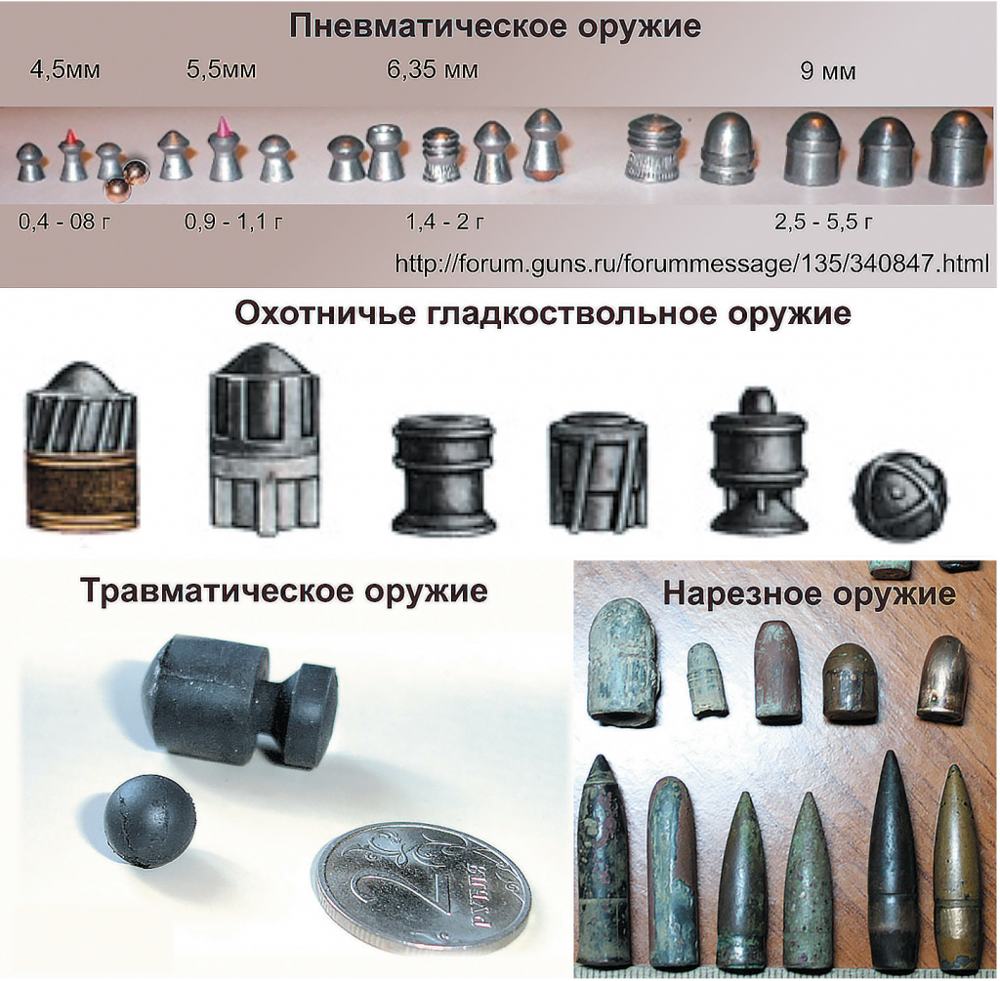 Пневматическое оружие
4,5мм 5,5мм 6,35 мм 9 мм
0,4 - 08 г 0,9 - 1,1 г 1,4 - 2 г 2,5 - 5,5 г
http://forum.guns.ru/forummessage/135/340847.html
Охотничье гладкоствольное оружие
Травматическое оружие
Нарезное оружие
2
РУБЛЯ